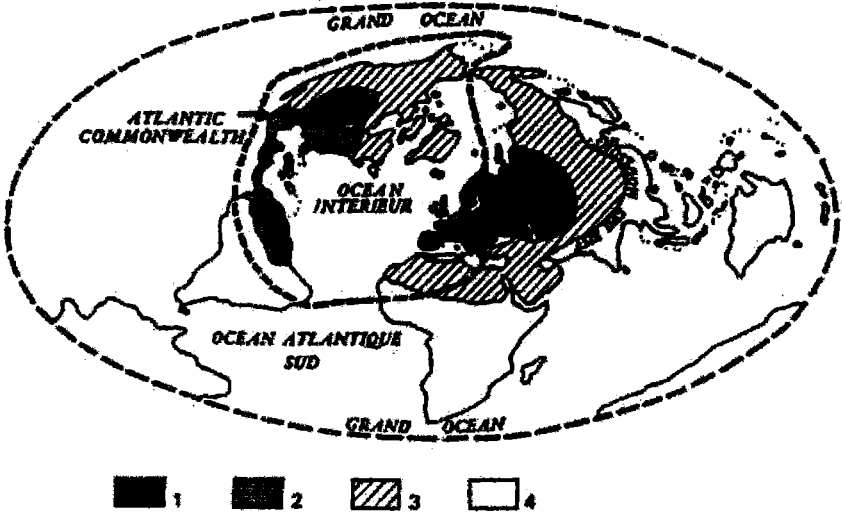 GRAND OCEAN
ATLANTIC
COMMONWEALTH
OCEAN
INTERIEUR
OCEAN ATLANTIQUE
SUD
GRAND OCEAN
1 2 3 4